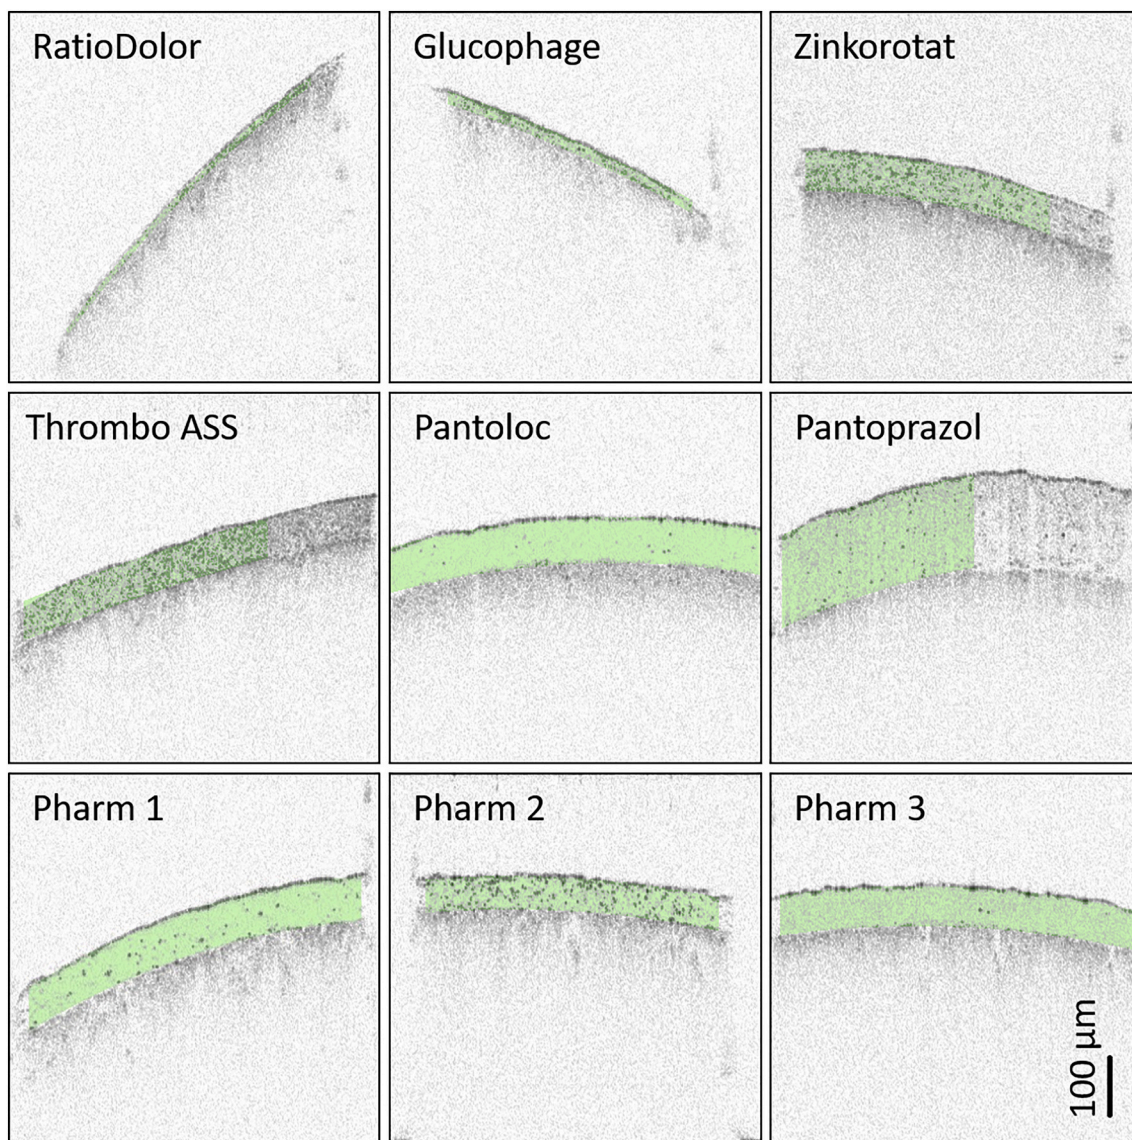 RatioDolor
Glucophage
Zinkorotat
Thrombo ASS
Pantoloc
Pantoprazol
Pharm 1
Pharm 2
Pharm 3
100 µm